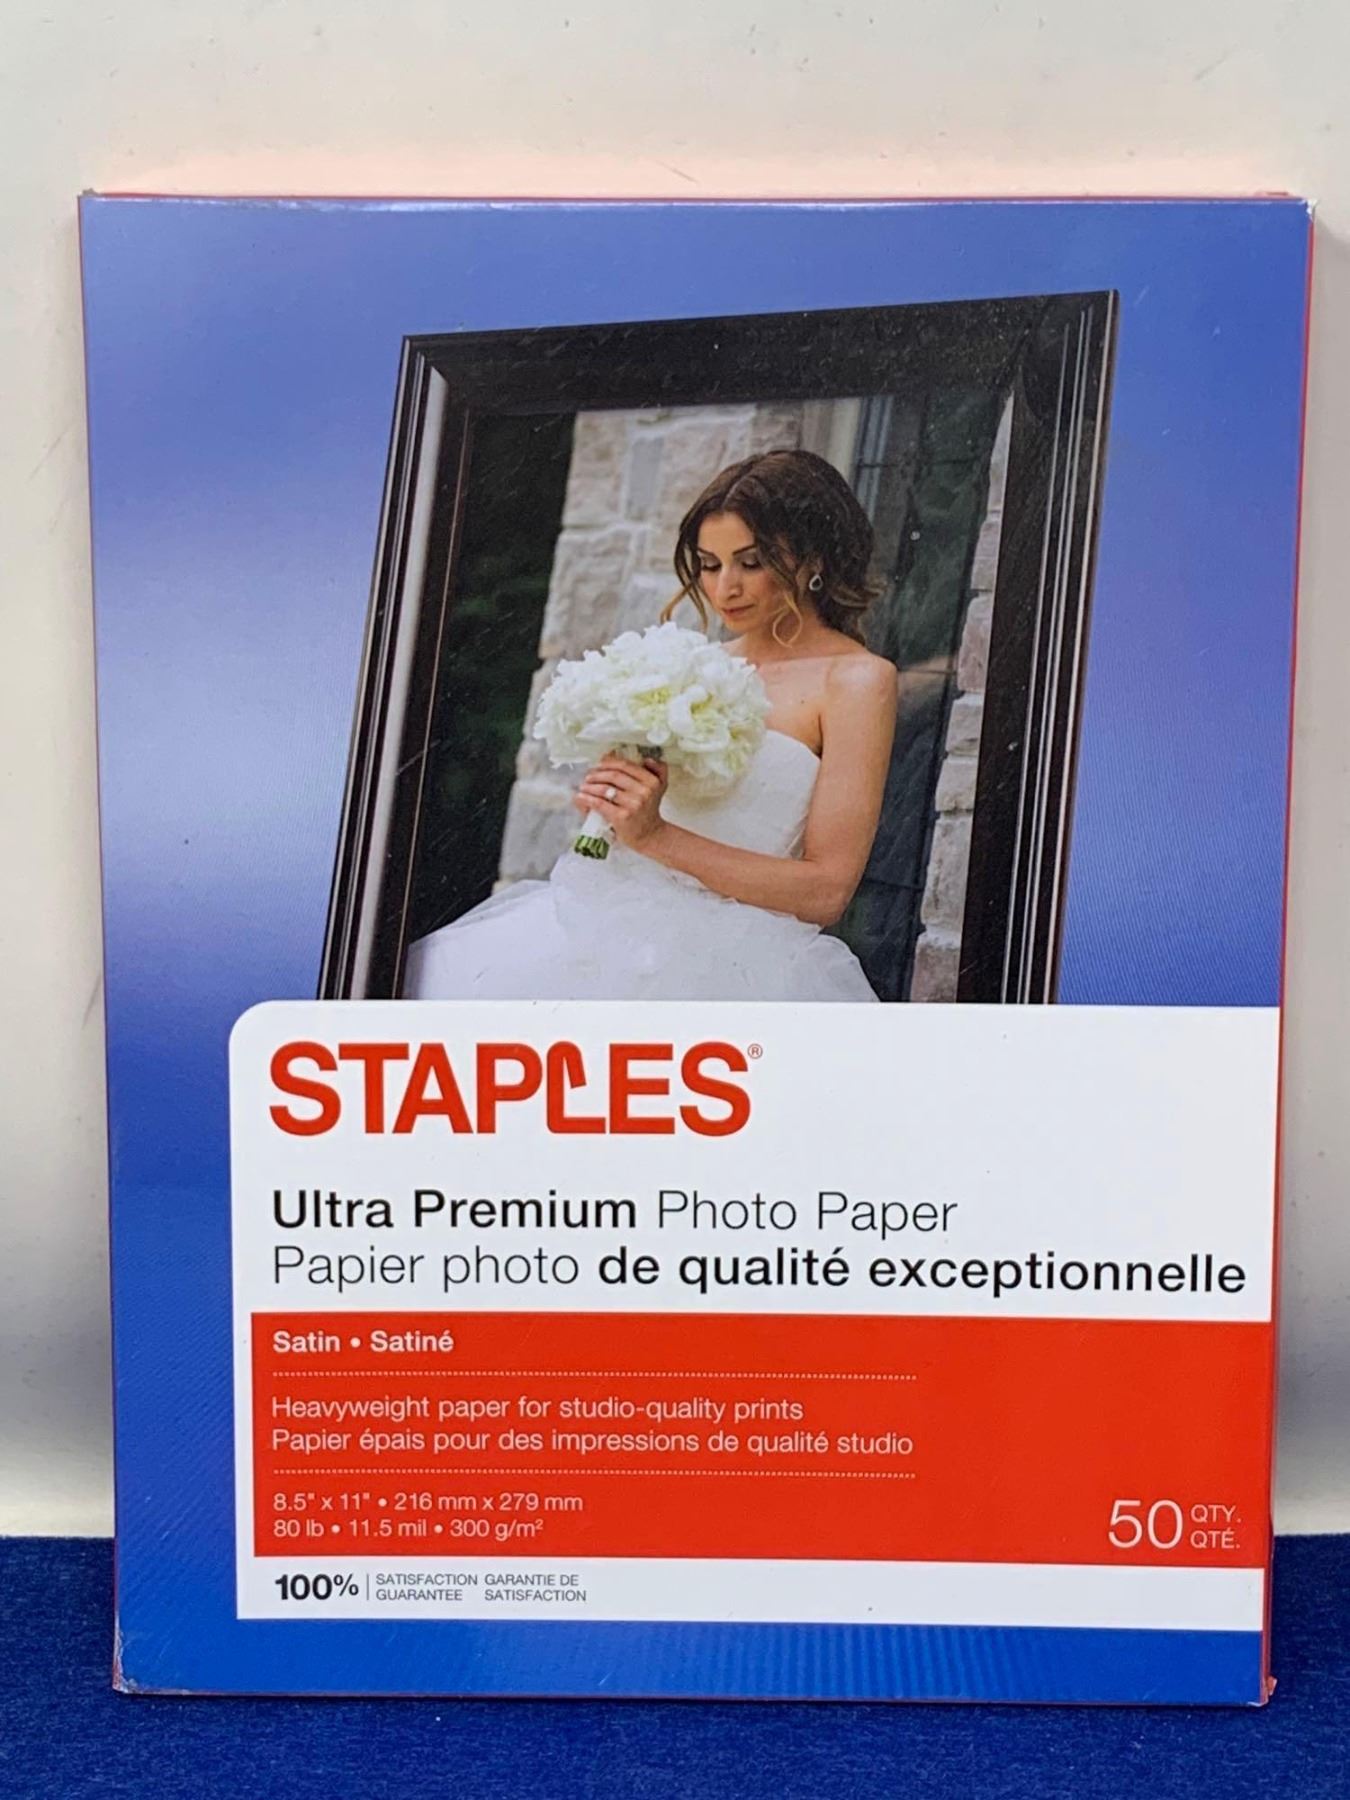 STAPLES®
Ultra Premium Photo Paper
Papier photo de qualité exceptionnelle
Satin • Satiné
Heavyweight paper for studio-quality prints
Papier épais pour des impressions de qualité studio
8.5" x 11" • 216 mm x 279 mm
80 lb • 11.5 mil • 300 g/m²
50 QTY.
QTÉ.
100% SATISFACTION GARANTIE DE
GUARANTEE SATISFACTION